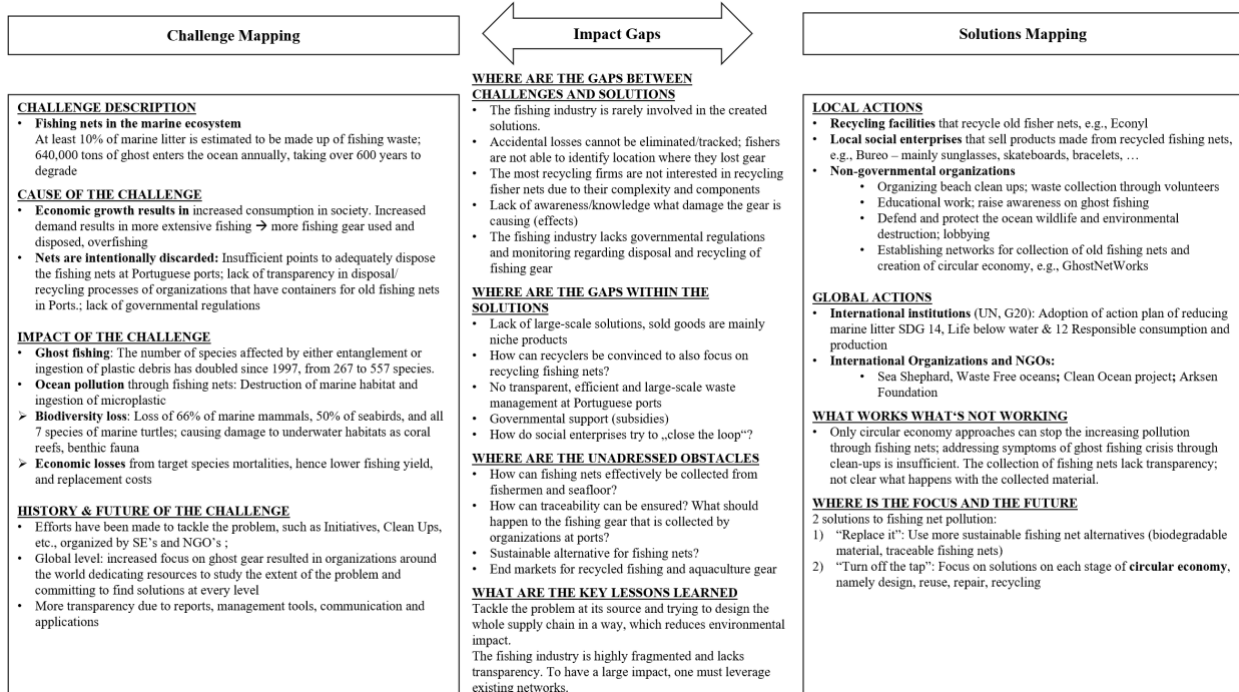 Challenge Mapping
Impact Gaps
Solutions Mapping
CHALLENGE DESCRIPTION
• Fishing nets in the marine ecosystem
At least 10% of marine litter is estimated to be made up of fishing waste;
640,000 tons of ghost enters the ocean annually, taking over 600 years to
degrade
CAUSE OF THE CHALLENGE
• Economic growth results in increased consumption in society. Increased
demand results in more extensive fishing → more fishing gear used and
disposed, overfishing
• Nets are intentionally discarded: Insufficient points to adequately dispose
the fishing nets at Portuguese ports; lack of transparency in disposal/
recycling processes of organizations that have containers for old fishing nets
in Ports.; lack of governmental regulations
IMPACT OF THE CHALLENGE
• Ghost fishing: The number of species affected by either entanglement or
ingestion of plastic debris has doubled since 1997, from 267 to 557 species.
• Ocean pollution through fishing nets: Destruction of marine habitat and
ingestion of microplastic
➢ Biodiversity loss: Loss of 66% of marine mammals, 50% of seabirds, and all
7 species of marine turtles; causing damage to underwater habitats as coral
reefs, benthic fauna
➢ Economic losses from target species mortalities, hence lower fishing yield,
and replacement costs
HISTORY & FUTURE OF THE CHALLENGE
• Efforts have been made to tackle the problem, such as Initiatives, Clean Ups,
etc., organized by SE's and NGO's ;
• Global level: increased focus on ghost gear resulted in organizations around
the world dedicating resources to study the extent of the problem and
committing to find solutions at every level
• More transparency due to reports, management tools, communication and
applications
WHERE ARE THE GAPS BETWEEN
CHALLENGES AND SOLUTIONS
• The fishing industry is rarely involved in the created
solutions.
• Accidental losses cannot be eliminated/tracked; fishers
are not able to identify location where they lost gear
• The most recycling firms are not interested in recycling
fisher nets due to their complexity and components
• Lack of awareness/knowledge what damage the gear is
causing (effects)
• The fishing industry lacks governmental regulations
and monitoring regarding disposal and recycling of
fishing gear
WHERE ARE THE GAPS WITHIN THE
SOLUTIONS
• Lack of large-scale solutions, sold goods are mainly
niche products
• How can recyclers be convinced to also focus on
recycling fishing nets?
• No transparent, efficient and large-scale waste
management at Portuguese ports
• Governmental support (subsidies)
• How do social enterprises try to „close the loop“?
WHERE ARE THE UNADRESSED OBSTACLES
• How can fishing nets effectively be collected from
fishermen and seafloor?
• How can traceability can be ensured? What should
happen to the fishing gear that is collected by
organizations at ports?
• Sustainable alternative for fishing nets?
• End markets for recycled fishing and aquaculture gear
WHAT ARE THE KEY LESSONS LEARNED
Tackle the problem at its source and trying to design the
whole supply chain in a way, which reduces environmental
impact.
The fishing industry is highly fragmented and lacks
transparency. To have a large impact, one must leverage
existing networks.
LOCAL ACTIONS
• Recycling facilities that recycle old fisher nets, e.g., Econyl
• Local social enterprises that sell products made from recycled fishing nets,
e.g., Bureo – mainly sunglasses, skateboards, bracelets, …
• Non-governmental organizations
• Organizing beach clean ups; waste collection through volunteers
• Educational work; raise awareness on ghost fishing
• Defend and protect the ocean wildlife and environmental
destruction; lobbying
• Establishing networks for collection of old fishing nets and
creation of circular economy, e.g., GhostNetWorks
GLOBAL ACTIONS
• International institutions (UN, G20): Adoption of action plan of reducing
marine litter SDG 14, Life below water & 12 Responsible consumption and
production
• International Organizations and NGOs:
• Sea Shephard, Waste Free oceans; Clean Ocean project; Arksen
Foundation
WHAT WORKS WHAT‘S NOT WORKING
• Only circular economy approaches can stop the increasing pollution
through fishing nets; addressing symptoms of ghost fishing crisis through
clean-ups is insufficient. The collection of fishing nets lack transparency;
not clear what happens with the collected material.
WHERE IS THE FOCUS AND THE FUTURE
2 solutions to fishing net pollution:
1) “Replace it”: Use more sustainable fishing net alternatives (biodegradable
material, traceable fishing nets)
2) “Turn off the tap”: Focus on solutions on each stage of circular economy,
namely design, reuse, repair, recycling